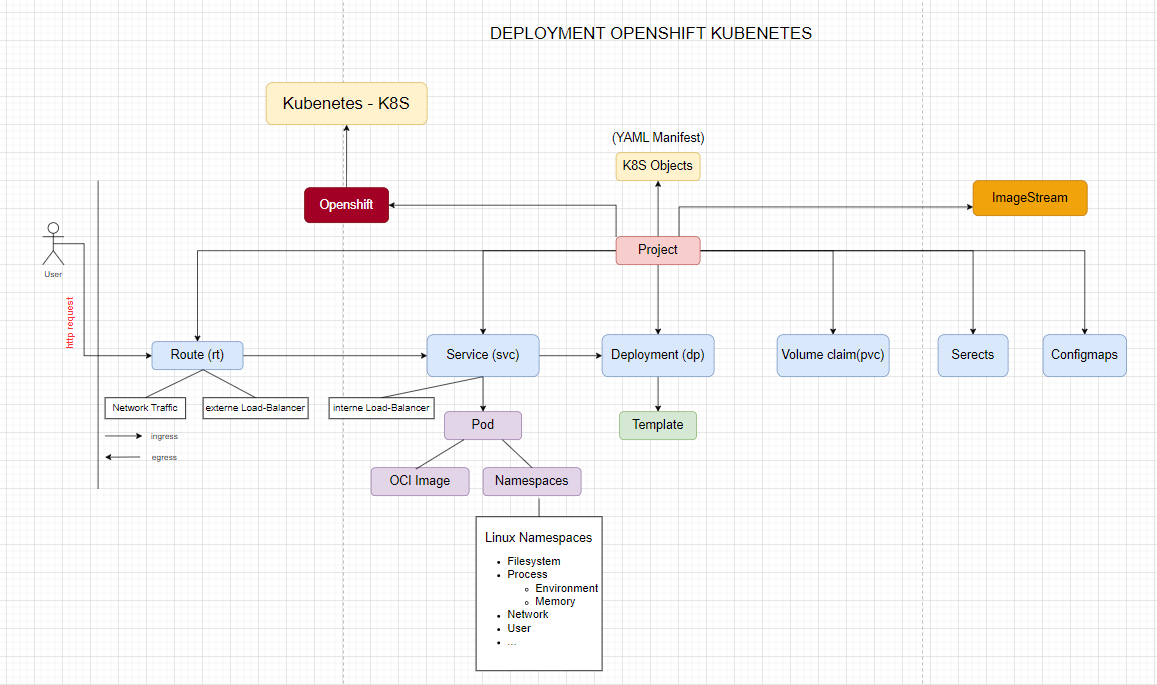 DEPLOYMENT OPENSHIFT KUBENETES
Kubenetes - K8S
(YAML Manifest)
K8S Objects
Openshift
ImageStream
Project
User
http request
Route (rt)
Service (svc)
Deployment (dp)
Volume claim(pvc)
Serects
Configmaps
Network Traffic
externe Load-Balancer
interne Load-Balancer
Pod
Template
ingress
egress
OCI Image
Namespaces
Linux Namespaces
• Filesystem
• Process
◦ Environment
◦ Memory
• Network
• User
• ...